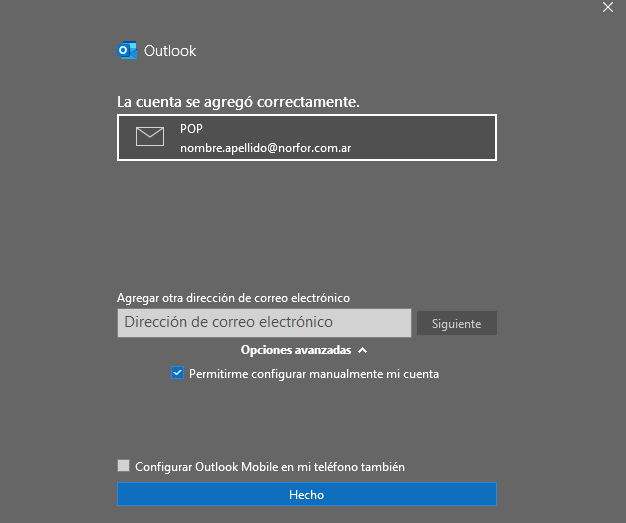 Outlook
La cuenta se agregó correctamente.
POP
nombre.apellido@norfor.com.ar
Agregar otra dirección de correo electrónico
Dirección de correo electrónico
Siguiente
Opciones avanzadas
Permitirme configurar manualmente mi cuenta
Configurar Outlook Mobile en mi teléfono también
Hecho